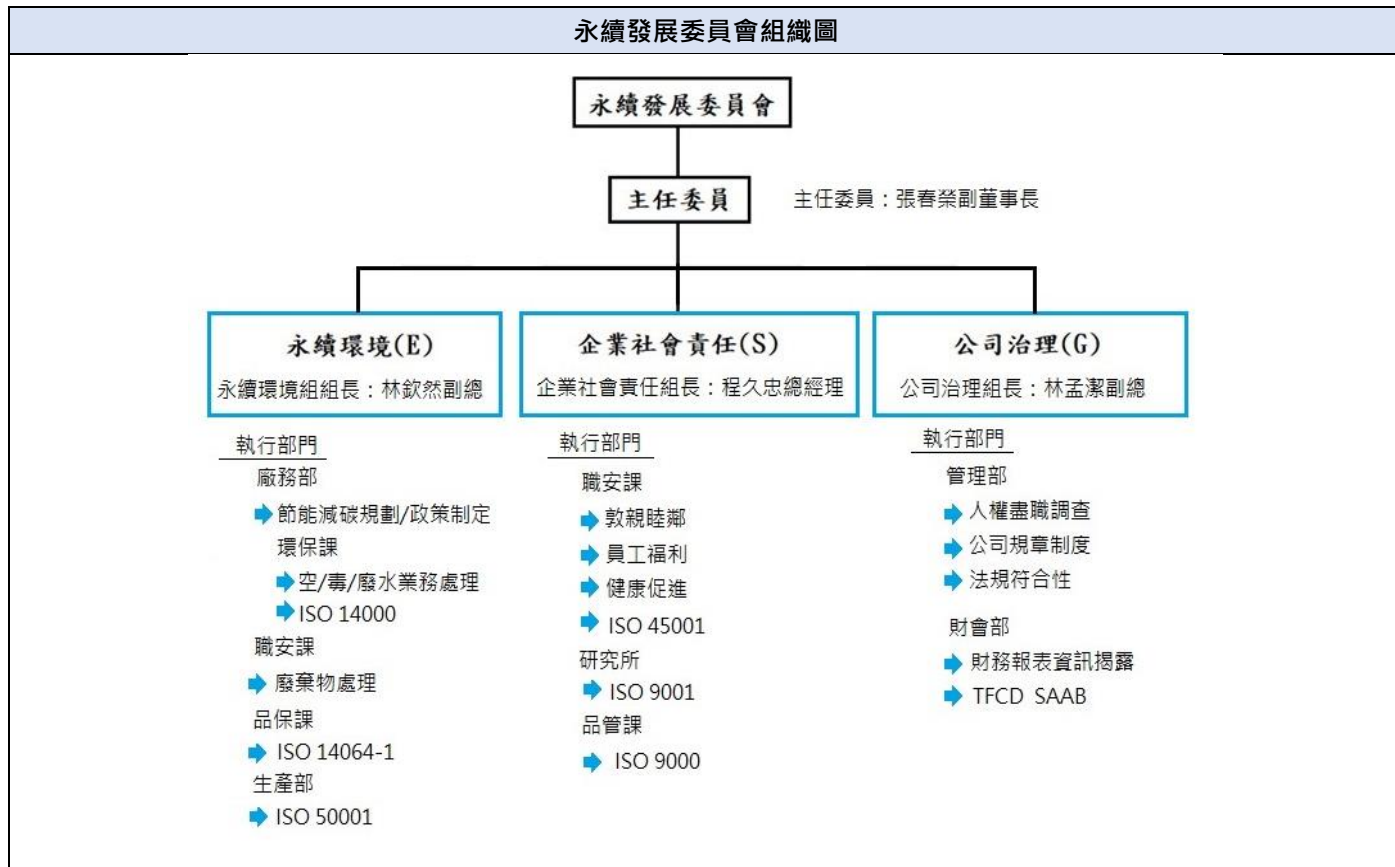 永續發展委員會組織圖
永續發展委員會
主任委員
主任委員：張春榮副董事長
永續環境(E)
永續環境組組長：林欽然副總
執行部門
廠務部
節能減碳規劃/政策制定
環保課
空/毒/廢水業務處理
ISO 14000
職安課
廢棄物處理
品保課
ISO 14064-1
生產部
ISO 50001
企業社會責任(S)
企業社會責任組長：程久忠總經理
執行部門
職安課
敦親睦鄰
員工福利
健康促進
ISO 45001
研究所
ISO 9001
品管課
ISO 9000
公司治理(G)
公司治理組長：林孟潔副總
執行部門
管理部
人權盡職調查
公司規章制度
法規符合性
財會部
財務報表資訊揭露
TFCD SAAB